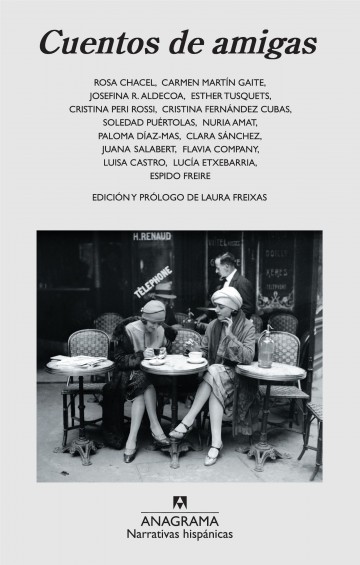 Cuentos de amigas
ROSA CHACEL, CARMEN MARTÍN GAITE,
JOSEFINA R. ALDECOA, ESTHER TUSQUETS,
CRISTINA PERI ROSSI, CRISTINA FERNÁNDEZ CUBAS,
SOLEDAD PUÉRTOLAS, NURIA AMAT,
PALOMA DÍAZ-MAS, CLARA SÁNCHEZ,
JUANA SALABERT, FLAVIA COMPANY,
LUISA CASTRO, LUCÍA ETXEBARRIA,
ESPIDO FREIRE
EDICIÓN Y PRÓLOGO DE LAURA FREIXAS
H. RENAUD
TÉLÉPHONE
ANAGRAMA
Narrativas hispánicas